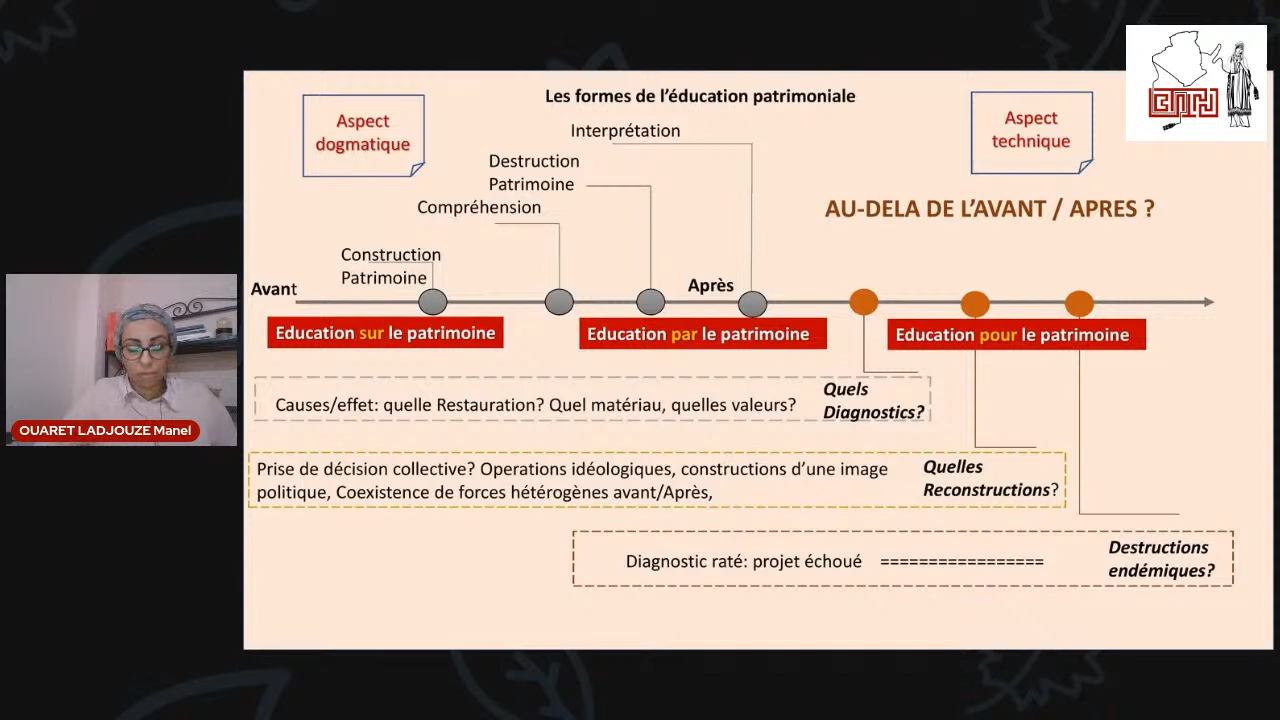 Les formes de l’éducation patrimoniale
Aspect
dogmatique
Aspect
technique
Interprétation
Destruction
Patrimoine
Compréhension
AU-DELA DE L’AVANT / APRES ?
Construction
Patrimoine
Avant
Après
Education sur le patrimoine
Education par le patrimoine
Education pour le patrimoine
Causes/effet: quelle Restauration? Quel matériau, quelles valeurs?
Quels
Diagnostics?
Prise de décision collective? Operations idéologiques, constructions d’une image
politique, Coexistence de forces hétérogènes avant/Après,
Quelles
Reconstructions?
Diagnostic raté: projet échoué =================
Destructions
endémiques?
OUARET LADJOUZE Manel